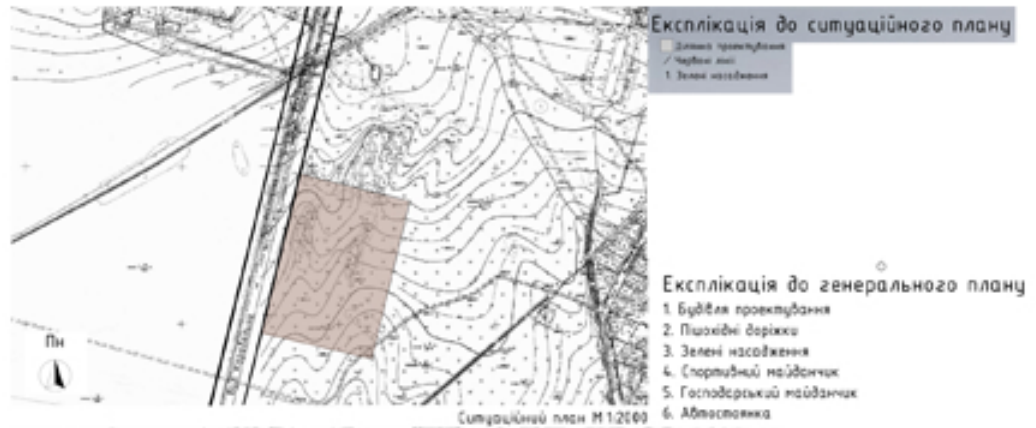 Експлікація до ситуаційного плану
Ділянка проектування
Червоні лінії
1. Зелені насадження
Пн
Ситуаційний план М 1:2000
Експлікація до генерального плану
1. Будівля проектування
2. Пішохідні доріжки
3. Зелені насадження
4. Спортивний майданчик
5. Господарський майданчик
6. Автостоянка